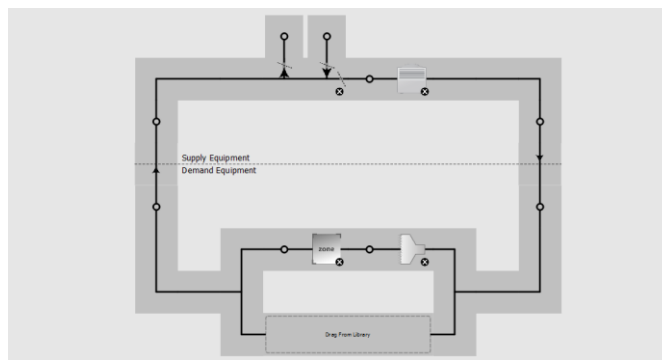 Supply Equipment
Demand Equipment
zone
Drag From Library